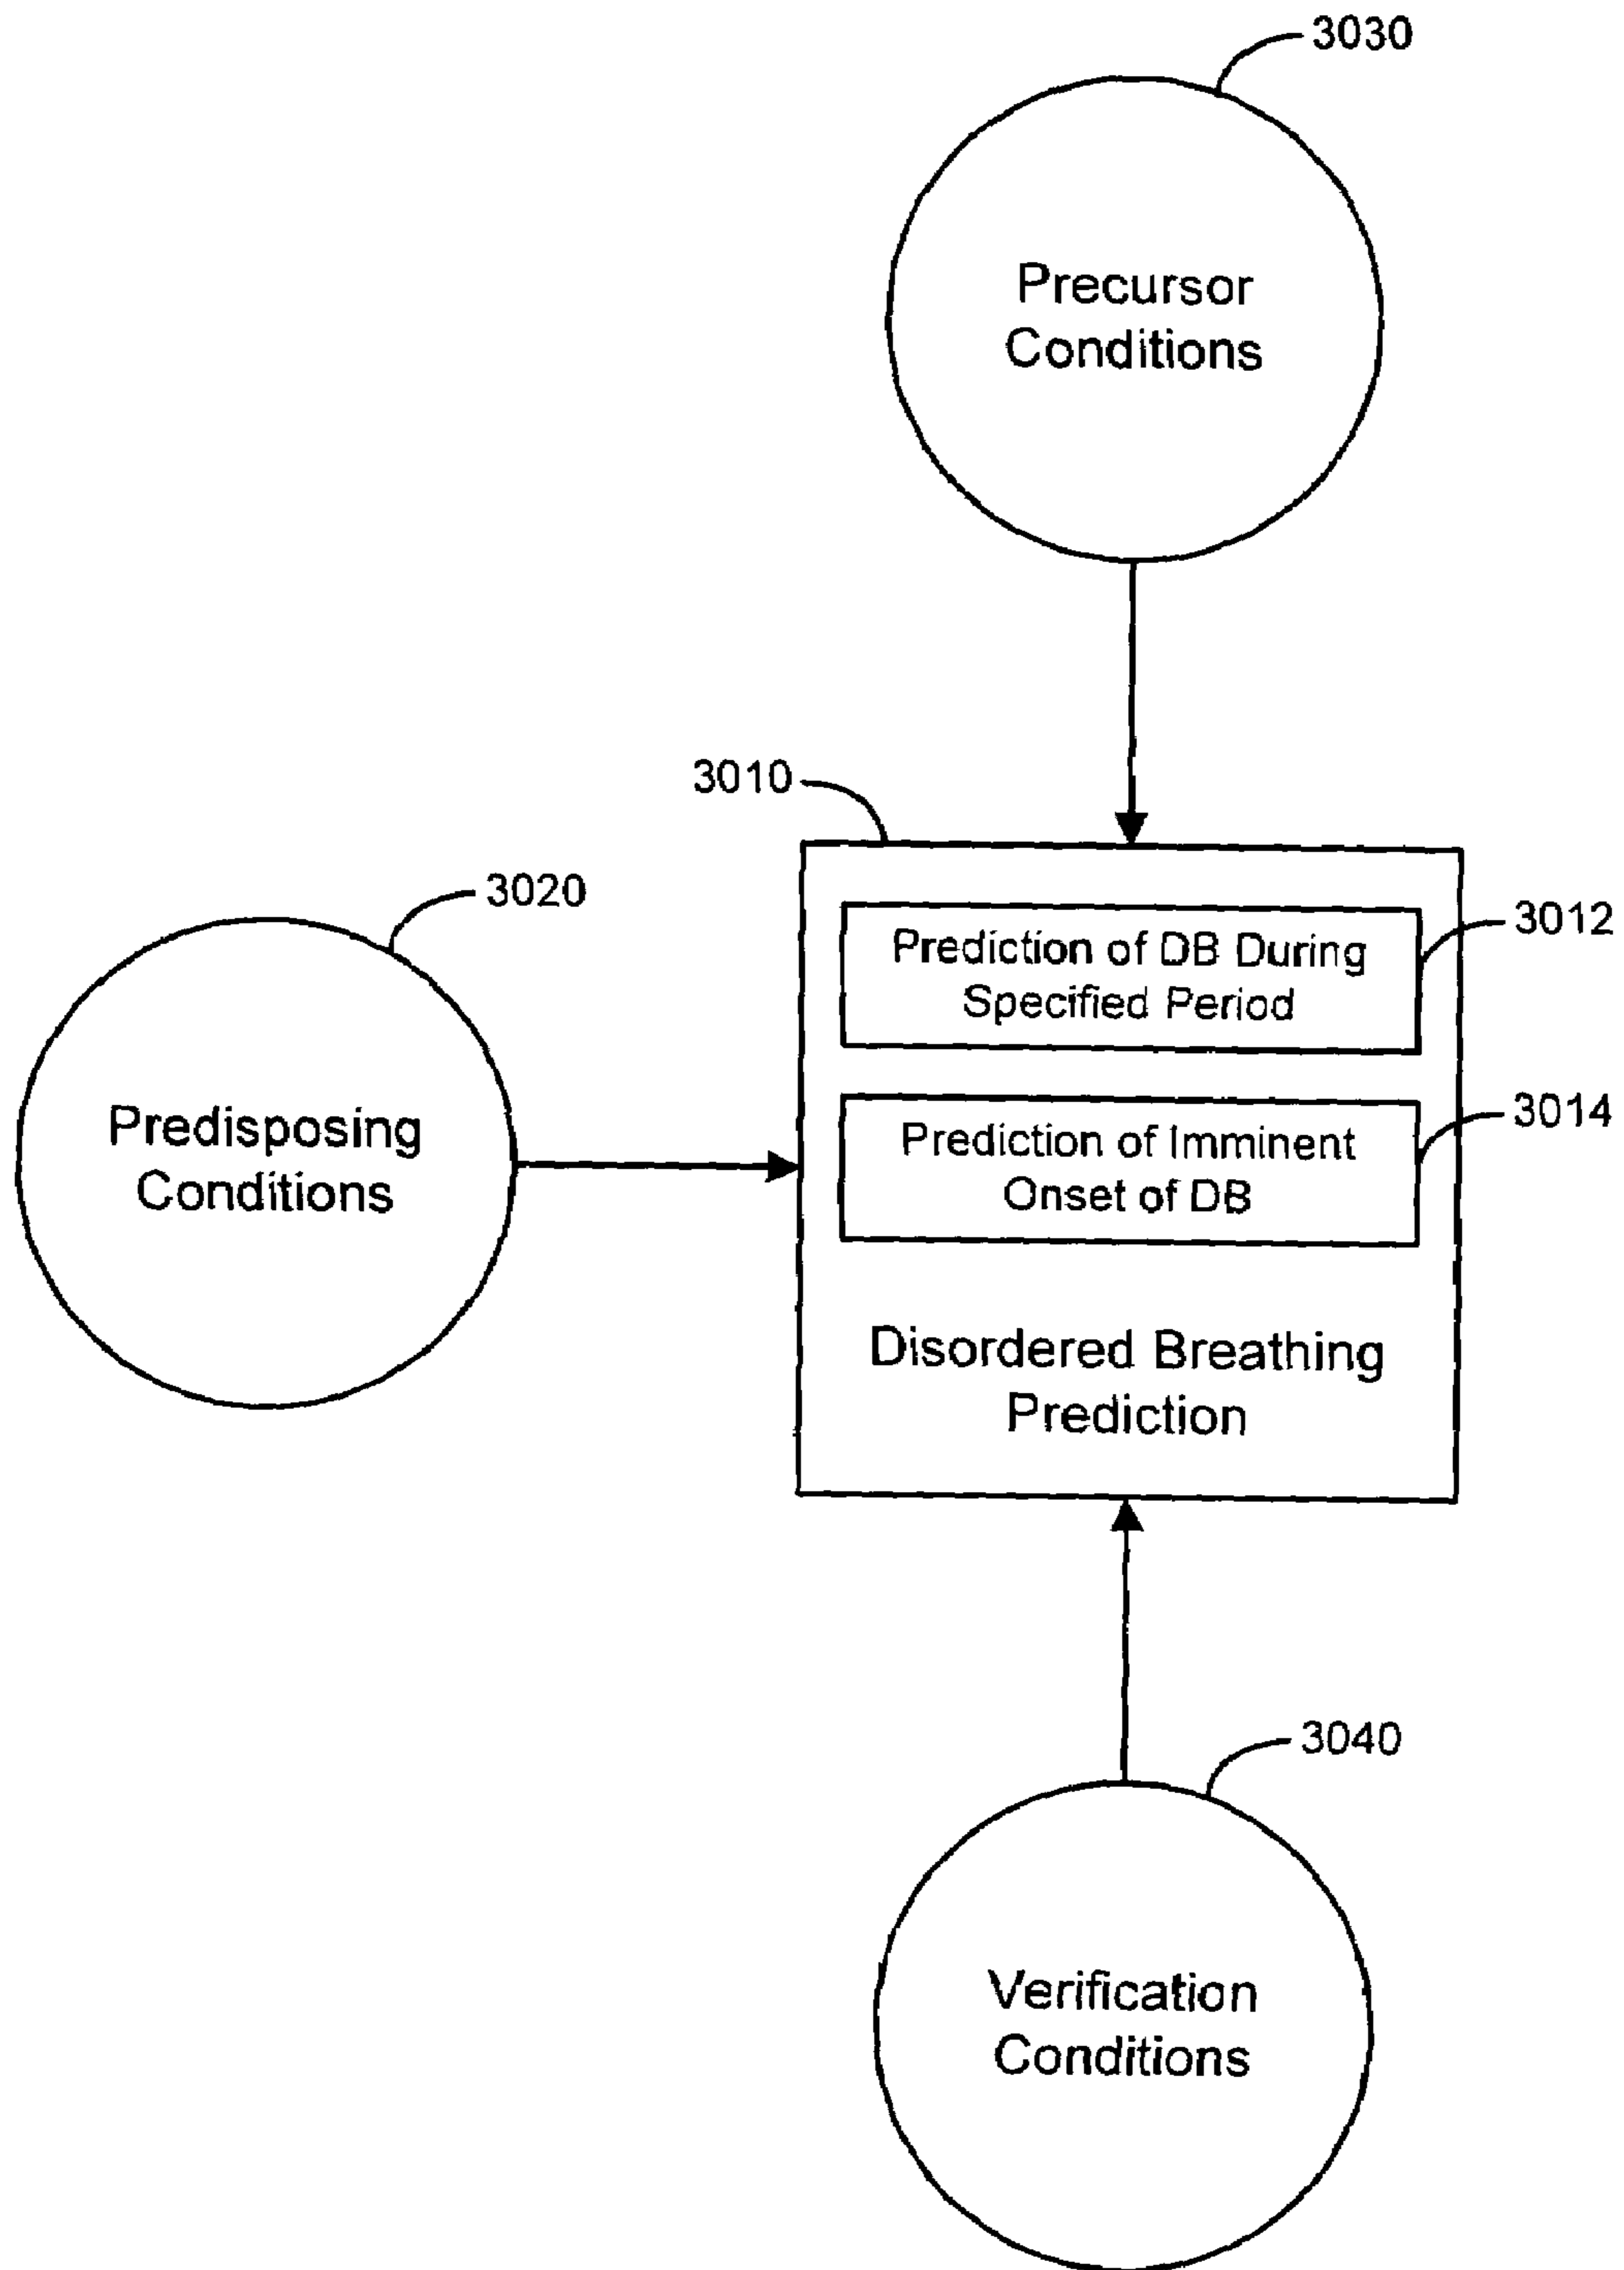 3030
Precursor
Conditions
3010
3020
3012
Prediction of DB During
Specified Period
3014
Prediction of Imminent
Onset of DB
Predisposing
Conditions
Disordered Breathing
Prediction
3040
Verification
Conditions